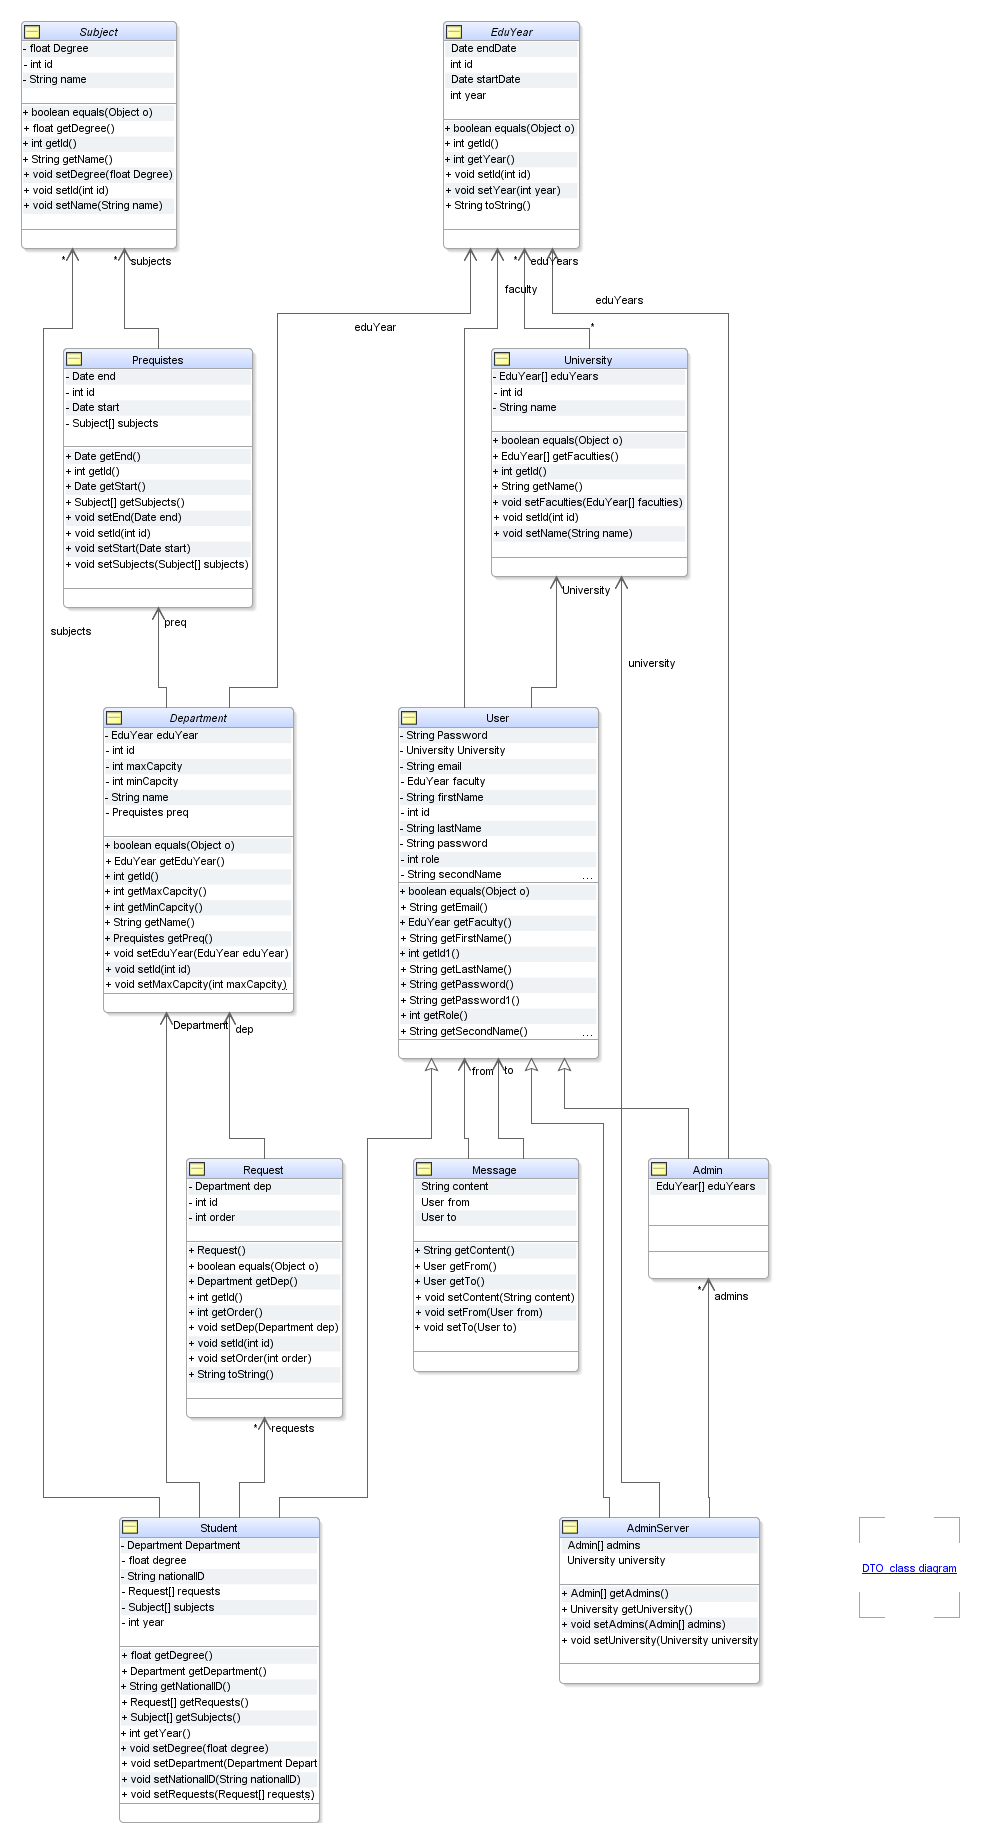 Subject
- float Degree
- int id
- String name
+ boolean equals(Object o)
+ float getDegree()
+ int getId()
+ String getName()
+ void setDegree(float Degree)
+ void setId(int id)
+ void setName(String name)
EduYear
Date endDate
int id
Date startDate
int year
+ boolean equals(Object o)
+ int getId()
+ int getYear()
+ void setId(int id)
+ void setYear(int year)
+ String toString()
*
*
subjects
*
eduYears
faculty
eduYears
eduYear
*
Prequistes
- Date end
- int id
- Date start
- Subject[] subjects
+ Date getEnd()
+ int getId()
+ Date getStart()
+ Subject[] getSubjects()
+ void setEnd(Date end)
+ void setId(int id)
+ void setStart(Date start)
+ void setSubjects(Subject[] subjects)
University
- EduYear[] eduYears
- int id
- String name
+ boolean equals(Object o)
+ EduYear[] getFaculties()
+ int getId()
+ String getName()
+ void setFaculties(EduYear[] faculties)
+ void setId(int id)
+ void setName(String name)
University
preq
subjects
university
Department
- EduYear eduYear
- int id
- int maxCapcity
- int minCapcity
- String name
- Prequistes preq
+ boolean equals(Object o)
+ EduYear getEduYear()
+ int getId()
+ int getMaxCapcity()
+ int getMinCapcity()
+ String getName()
+ Prequistes getPreq()
+ void setEduYear(EduYear eduYear)
+ void setId(int id)
+ void setMaxCapcity(int maxCapcity)
User
- String Password
- University University
- String email
- EduYear faculty
- String firstName
- int id
- String lastName
- String password
- int role
- String secondName ...
+ boolean equals(Object o)
+ String getEmail()
+ EduYear getFaculty()
+ String getFirstName()
+ int getId1()
+ String getLastName()
+ String getPassword()
+ String getPassword1()
+ int getRole()
+ String getSecondName() ...
Department
dep
from
to
Request
- Department dep
- int id
- int order
+ Request()
+ boolean equals(Object o)
+ Department getDep()
+ int getId()
+ int getOrder()
+ void setDep(Department dep)
+ void setId(int id)
+ void setOrder(int order)
+ String toString()
Message
String content
User from
User to
+ String getContent()
+ User getFrom()
+ User getTo()
+ void setContent(String content)
+ void setFrom(User from)
+ void setTo(User to)
Admin
EduYear[] eduYears
*
admins
*
requests
Student
- Department Department
- float degree
- String nationalID
- Request[] requests
- Subject[] subjects
- int year
+ float getDegree()
+ Department getDepartment()
+ String getNationalID()
+ Request[] getRequests()
+ Subject[] getSubjects()
+ int getYear()
+ void setDegree(float degree)
+ void setDepartment(Department Depart
+ void setNationalID(String nationalID)
+ void setRequests(Request[] requests)
AdminServer
Admin[] admins
University university
+ Admin[] getAdmins()
+ University getUniversity()
+ void setAdmins(Admin[] admins)
+ void setUniversity(University university
DTO class diagram